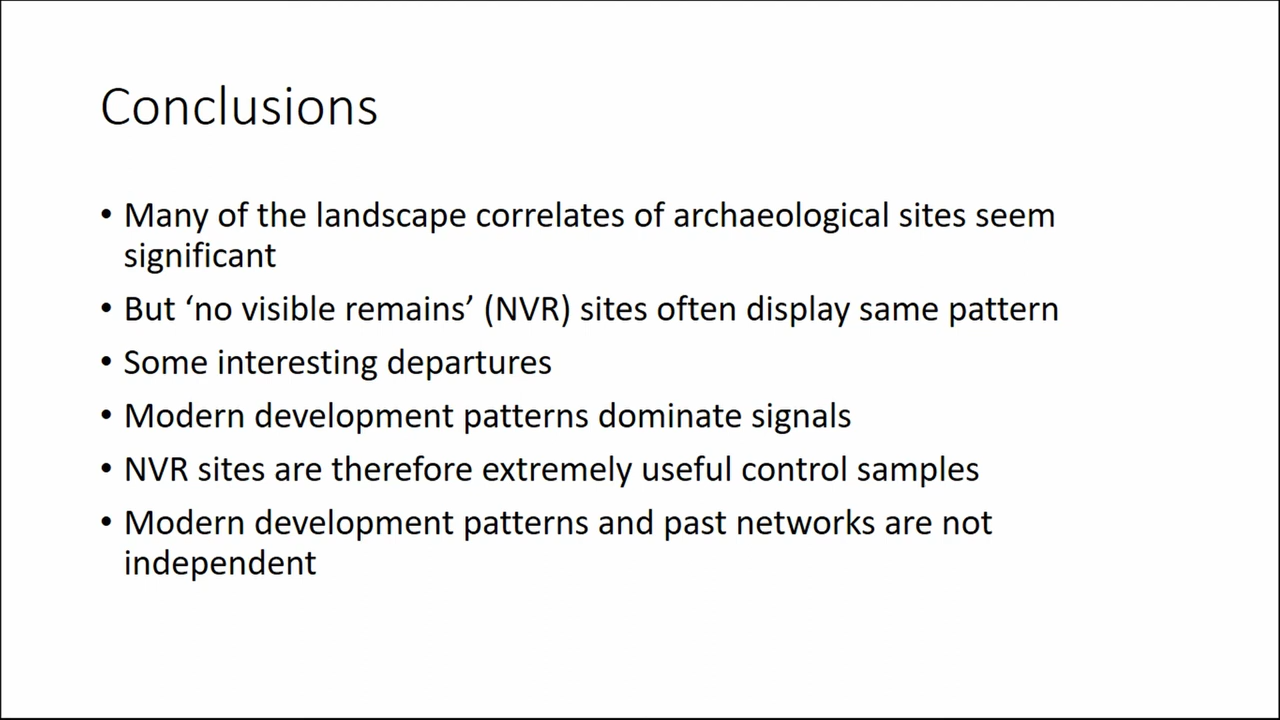 Conclusions
• Many of the landscape correlates of archaeological sites seem
significant
• But ‘no visible remains’ (NVR) sites often display same pattern
• Some interesting departures
• Modern development patterns dominate signals
• NVR sites are therefore extremely useful control samples
• Modern development patterns and past networks are not
independent